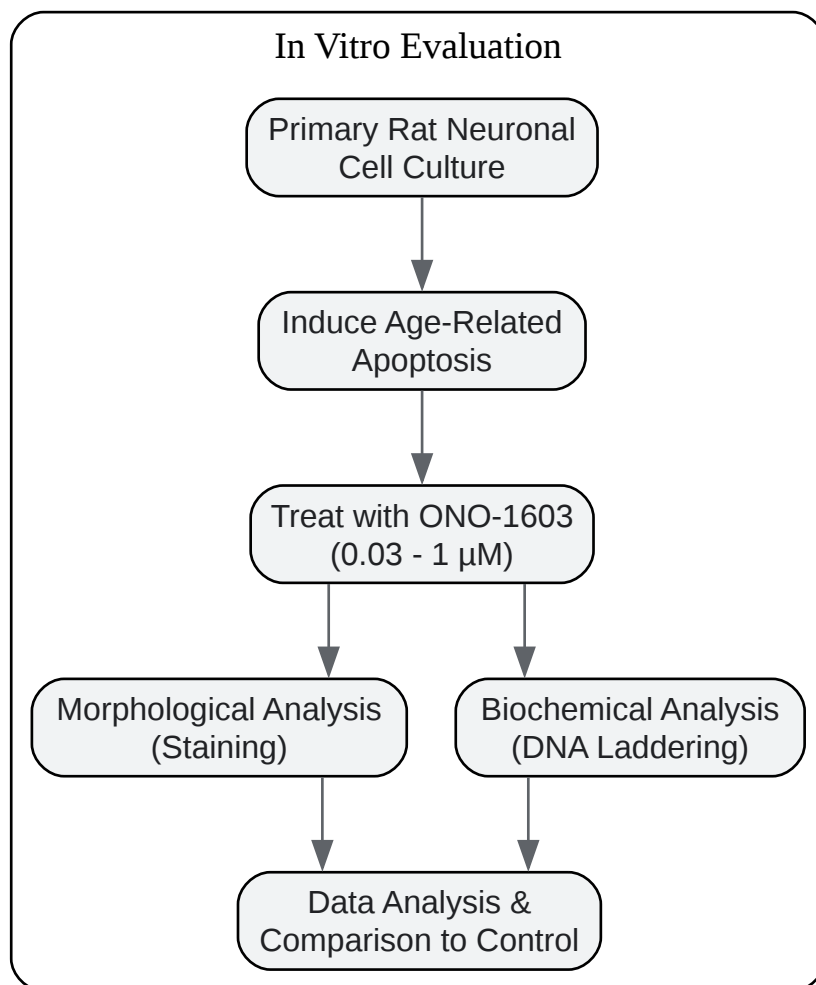 In Vitro Evaluation
Primary Rat Neuronal
Cell Culture
Induce Age-Related
Apoptosis
Treat with ONO-1603
(0.03 - 1 µM)
Morphological Analysis
(Staining)
Biochemical Analysis
(DNA Laddering)
Data Analysis &
Comparison to Control